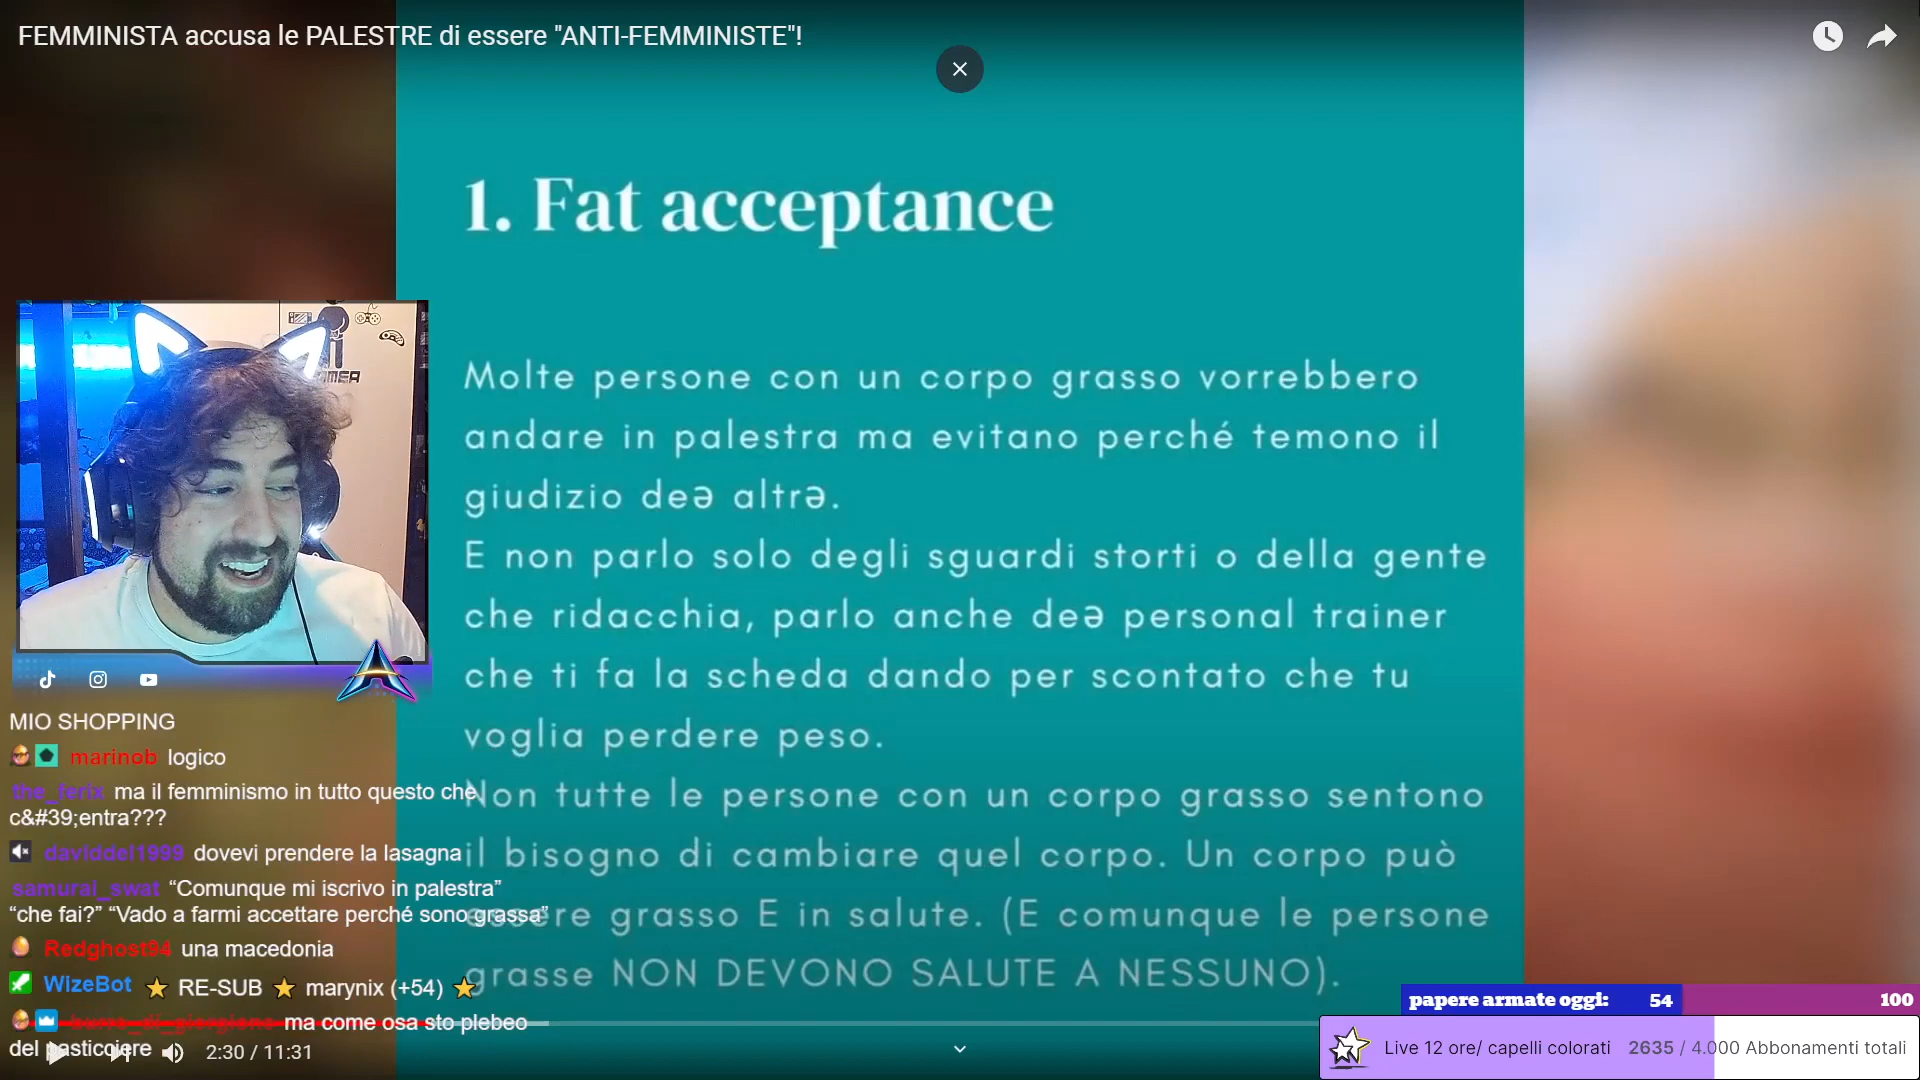 FEMMINISTA accusa le PALESTRE di essere "ANTI-FEMMINISTE"!
1. Fat acceptance
Molte persone con un corpo grasso vorrebbero
andare in palestra ma evitano perché temono il
giudizio deə altrə.
E non parlo solo degli sguardi storti o della gente
che ridacchia, parlo anche deə personal trainer
che ti fa la scheda dando per scontato che tu
voglia perdere peso.
Non tutte le persone con un corpo grasso sentono
il bisogno di cambiare quel corpo. Un corpo può
essere grasso E in salute. (E comunque le persone
grasse NON DEVONO SALUTE A NESSUNO).
MIO SHOPPING
marinob logico
the_ferix ma il femminismo in tutto questo che
c&#39;entra???
daviddel1999 dovevi prendere la lasagna
samurai_swat “Comunque mi iscrivo in palestra”
“che fai?” “Vado a farmi accettare perché sono grassa”
Redghost94 una macedonia
WizeBot RE-SUB marynix (+54)
ma come osa sto plebeo
del pasticciere
2:30 / 11:31
papere armate oggi: 54 100
Live 12 ore/ capelli colorati 2635 / 4.000 Abbonamenti totali